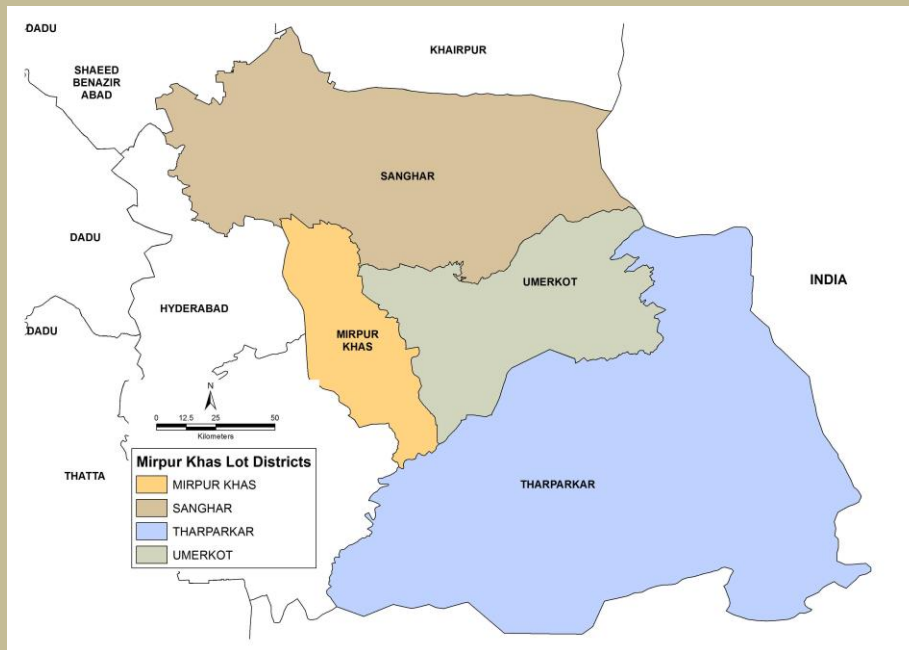 DADU
KHAIRPUR
SHAEED
BENAZIR
ABAD
SANGHAR
DADU
INDIA
UMERKOT
HYDERABAD
DADU
MIRPUR
KHAS
N
0 12.5 25 50
Kilometers
Mirpur Khas Lot Districts
MIRPUR KHAS
SANGHAR
THARPARKAR
UMERKOT
THATTA
THARPARKAR